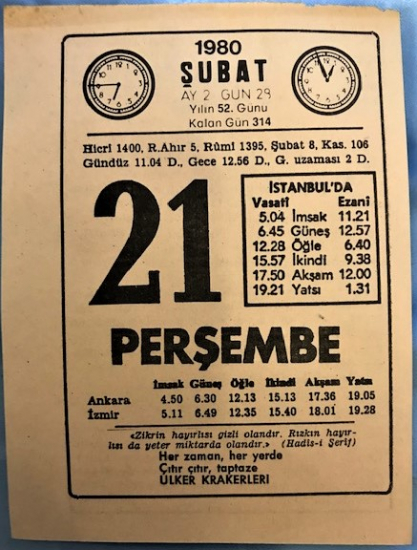 1980
ŞUBAT
AY 2 GÜN 29
Yılın 52. Günü
Kalan Gün 314
Hicrî 1400, R.Âhır 5, Rûmî 1395, Şubat 8, Kas. 106
Gündüz 11.04 D., Gece 12.56 D., G. uzaması 2 D.
21
İSTANBUL'DA
Vasatî Ezanî
5.04 İmsak 11.21
6.45 Güneş 12.57
12.28 Öğle 6.40
15.57 İkindi 9.38
17.50 Akşam 12.00
19.21 Yatsı 1.31
PERŞEMBE
İmsak Güneş Öğle İkindi Akşam Yatsı
Ankara 4.50 6.30 12.13 15.13 17.36 19.05
İzmir 5.11 6.49 12.35 15.40 18.01 19.28
«Zikrin hayırlısı gizli olandır. Rızkın hayır-
lısı da yeter miktarda olandır.» (Hadîs-i Şerîf)
Her zaman, her yerde
Çıtır çıtır, taptaze
ÜLKER KRAKERLERİ